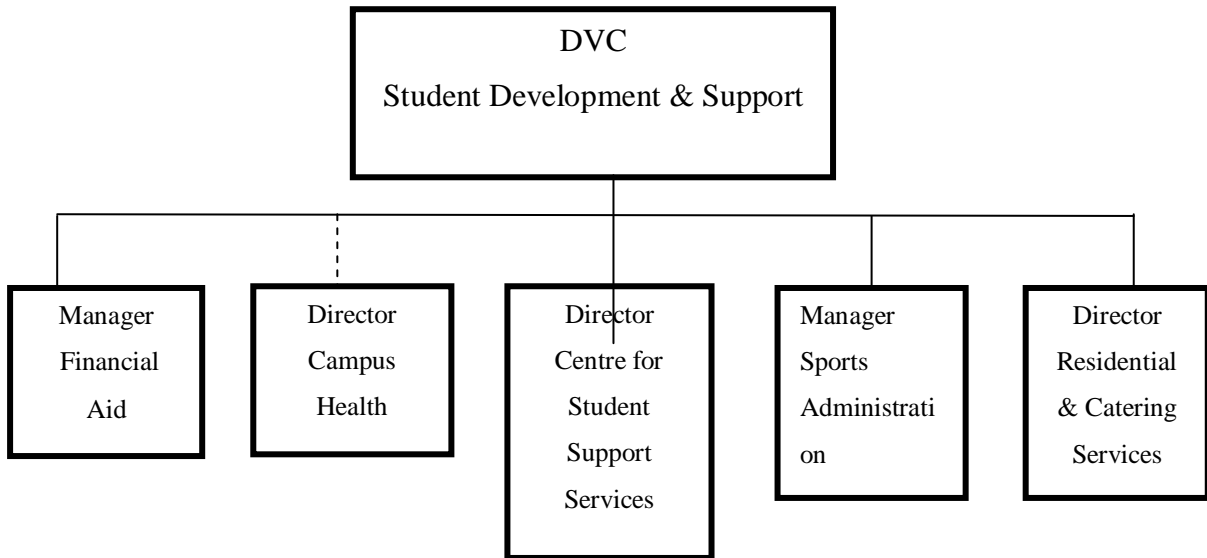 DVC
Student Development & Support
Manager
Financial
Aid
Director
Campus
Health
Director
Centre for
Student
Support
Services
Manager
Sports
Administrati
on
Director
Residential
& Catering
Services